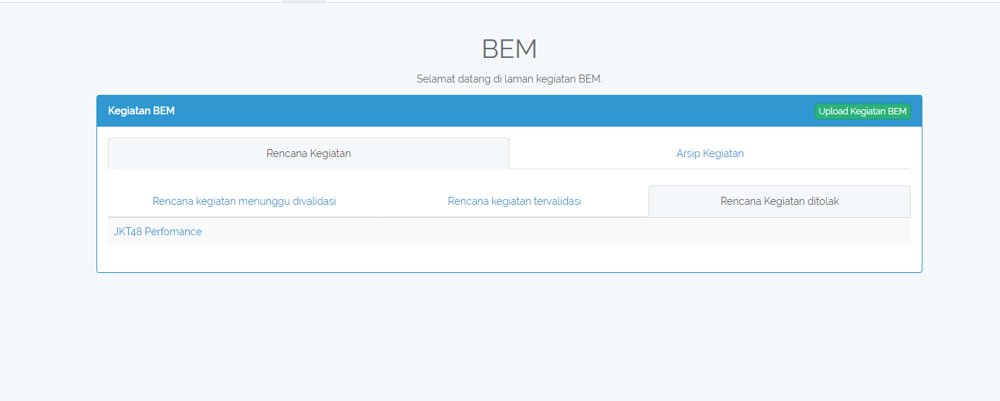 BEM
Selamat datang di laman kegiatan BEM.
Kegiatan BEM
Upload Kegiatan BEM
Rencana Kegiatan
Arsip Kegiatan
Rencana kegiatan menunggu divalidasi
Rencana kegiatan tervalidasi
Rencana Kegiatan ditolak
JKT48 Perfomance